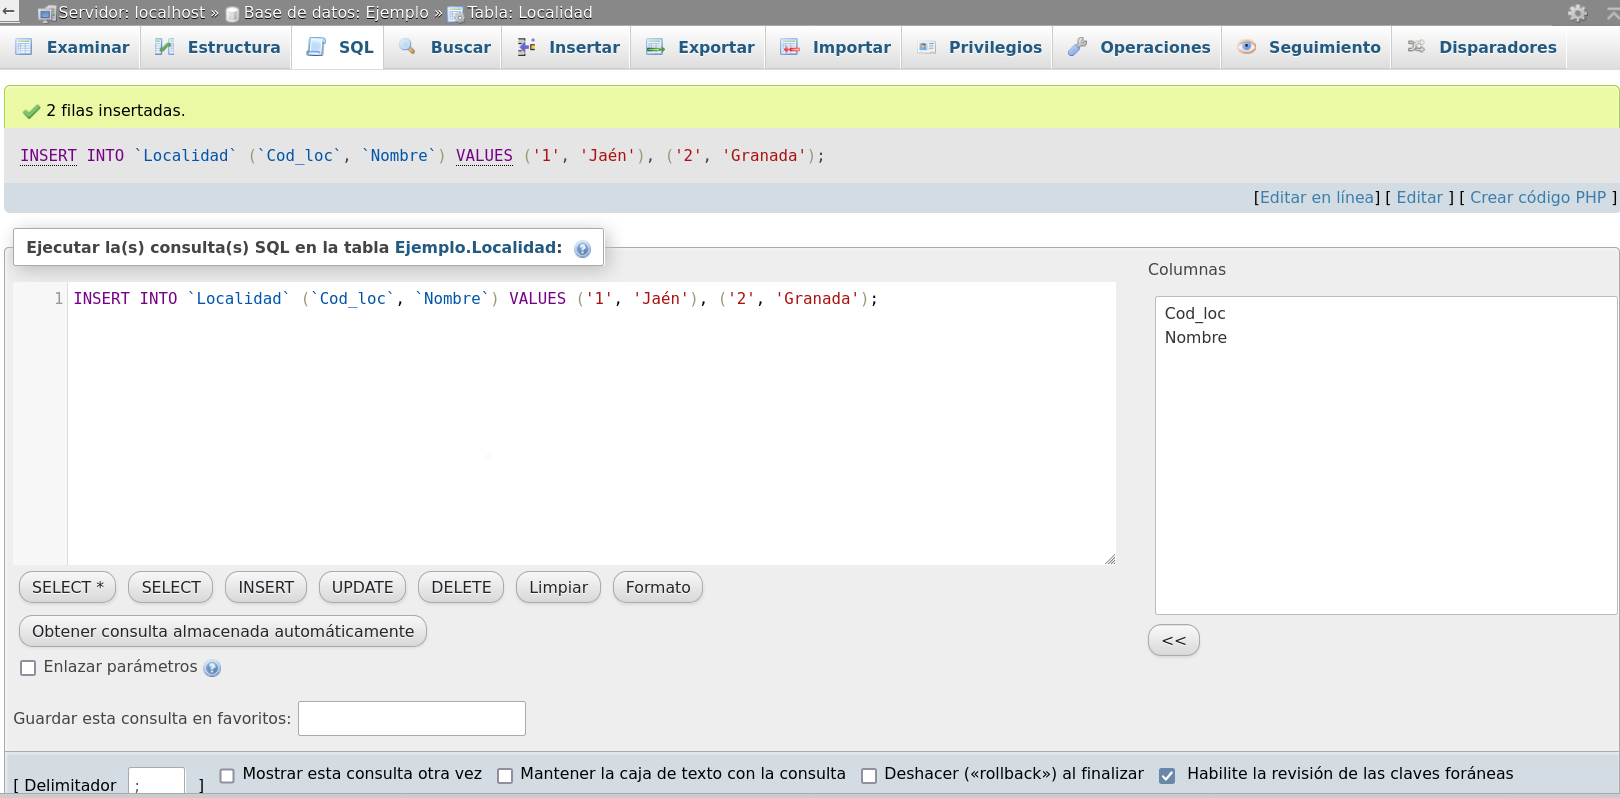 Servidor: localhost » Base de datos: Ejemplo » Tabla: Localidad
Examinar Estructura SQL Buscar Insertar Exportar Importar Privilegios Operaciones Seguimiento Disparadores
2 filas insertadas.
INSERT INTO `Localidad` (`Cod_loc`, `Nombre`) VALUES ('1', 'Jaén'), ('2', 'Granada');
[Editar en línea] [ Editar ] [ Crear código PHP ]
Ejecutar la(s) consulta(s) SQL en la tabla Ejemplo.Localidad:
Columnas
1 INSERT INTO `Localidad` (`Cod_loc`, `Nombre`) VALUES ('1', 'Jaén'), ('2', 'Granada');
Cod_loc
Nombre
SELECT * SELECT INSERT UPDATE DELETE Limpiar Formato
Obtener consulta almacenada automáticamente
<<
Enlazar parámetros
Guardar esta consulta en favoritos:
[ Delimitador ; ] Mostrar esta consulta otra vez Mantener la caja de texto con la consulta Deshacer («rollback») al finalizar Habilite la revisión de las claves foráneas